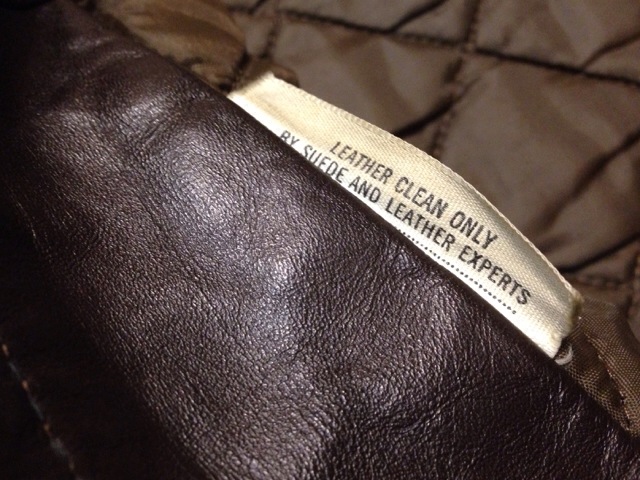 LEATHER CLEAN ONLY
BY SUEDE AND LEATHER EXPERTS